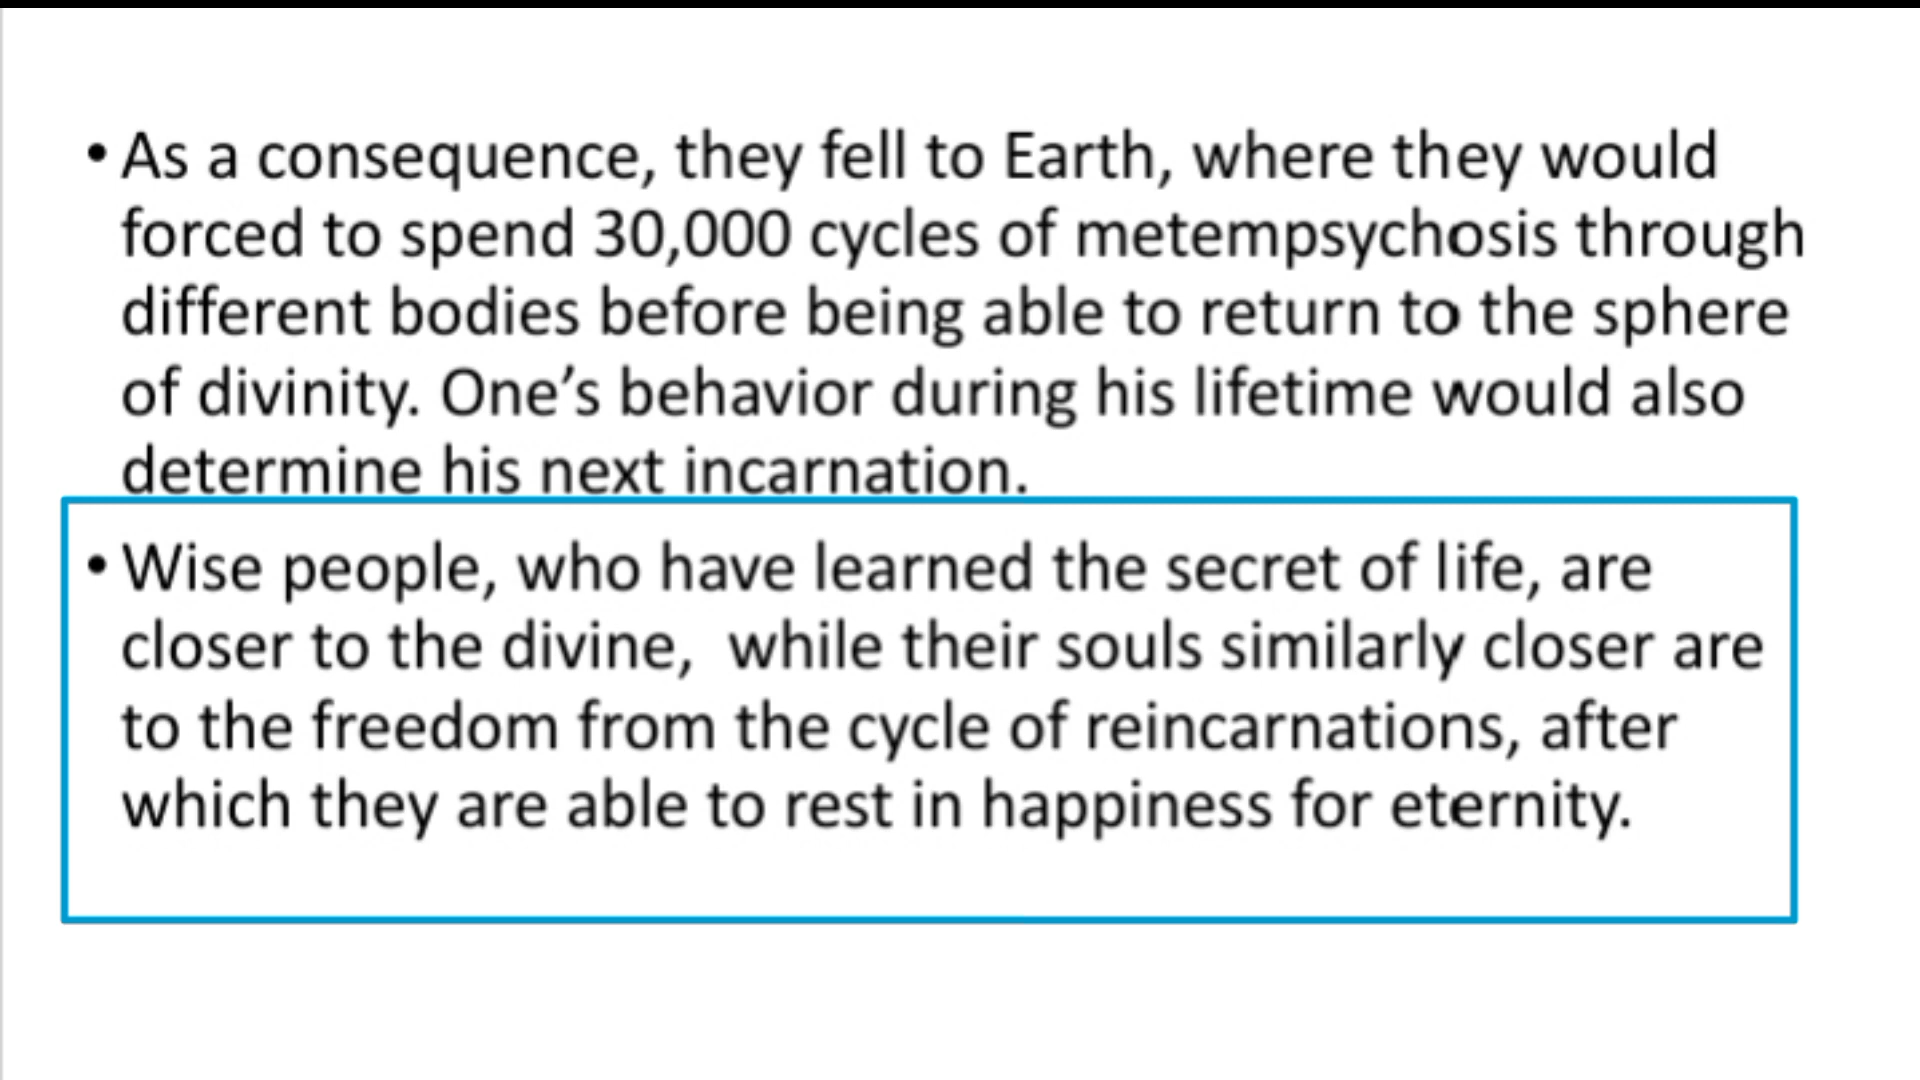 • As a consequence, they fell to Earth, where they would
forced to spend 30,000 cycles of metempsychosis through
different bodies before being able to return to the sphere
of divinity. One’s behavior during his lifetime would also
determine his next incarnation.
• Wise people, who have learned the secret of life, are
closer to the divine,  while their souls similarly closer are
to the freedom from the cycle of reincarnations, after
which they are able to rest in happiness for eternity.